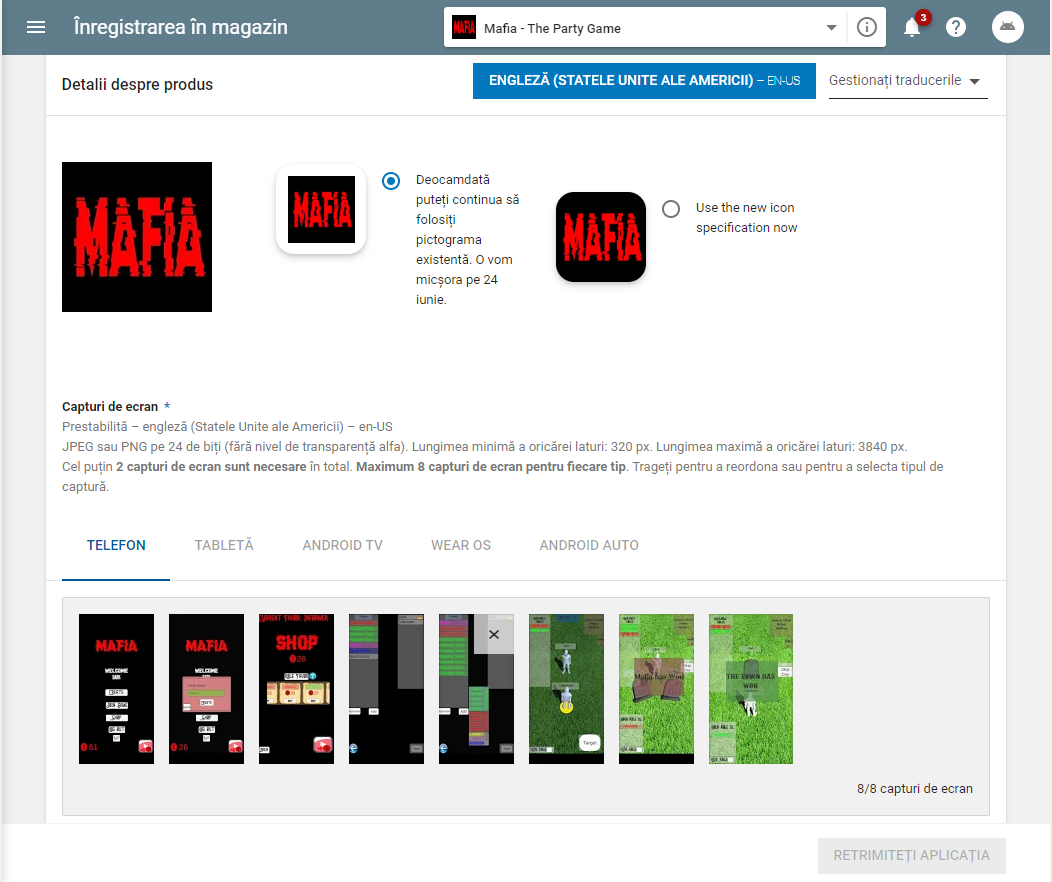 Înregistrarea în magazin
MAFIA
Mafia - The Party Game
3
Detalii despre produs
ENGLEZĂ (STATELE UNITE ALE AMERICII) – EN-US
Gestionați traducerile
MAFIA
MAFIA
Deocamdată
puteți continua să
folosiți
pictograma
existentă. O vom
micșora pe 24
iunie.
MAFIA
Use the new icon
specification now
Capturi de ecran *
Prestabilită – engleză (Statele Unite ale Americii) – en-US
JPEG sau PNG pe 24 de biți (fără nivel de transparență alfa). Lungimea minimă a oricărei laturi: 320 px. Lungimea maximă a oricărei laturi: 3840 px.
Cel puțin 2 capturi de ecran sunt necesare în total. Maximum 8 capturi de ecran pentru fiecare tip. Trageți pentru a reordona sau pentru a selecta tipul de
captură.
TELEFON
TABLETĂ
ANDROID TV
WEAR OS
ANDROID AUTO
MAFIA
WELCOME
51
MAFIA
WELCOME
26
CURRENT FAVOR: INFORMER
SHOP
26
Target
Mafia has Won
THE TOWN HAS
WON
8/8 capturi de ecran
RETRIMITEȚI APLICAȚIA